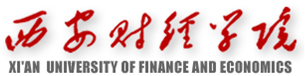 西安财经学院
XI'AN UNIVERSITY OF FINANCE AND ECONOMICS